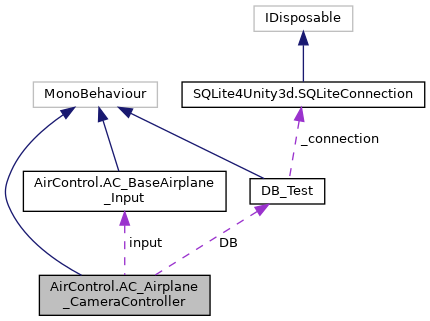 IDisposable
MonoBehaviour
SQLite4Unity3d.SQLiteConnection
_connection
AirControl.AC_BaseAirplane
_Input
DB_Test
input
DB
AirControl.AC_Airplane
_CameraController